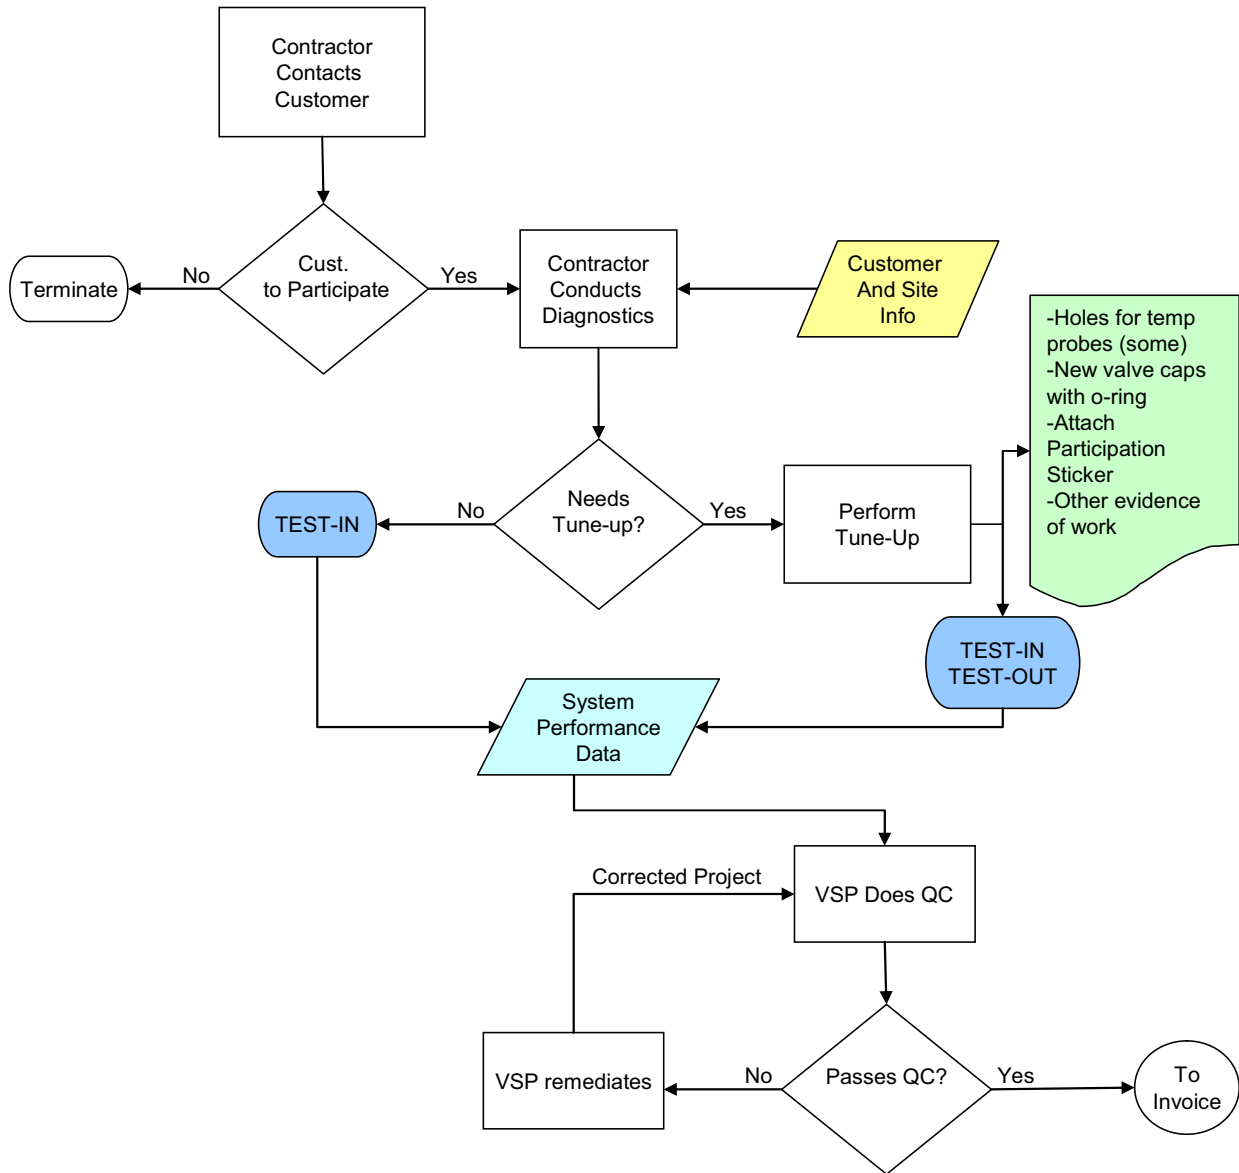 Contractor
Contacts
Customer
Cust.
to Participate
No
Yes
Terminate
Contractor
Conducts
Diagnostics
Customer
And Site
Info
-Holes for temp
probes (some)
-New valve caps
with o-ring
-Attach
Participation
Sticker
-Other evidence
of work
Needs
Tune-up?
No
Yes
TEST-IN
Perform
Tune-Up
TEST-IN
TEST-OUT
System
Performance
Data
Corrected Project
VSP Does QC
VSP remediates
No
Passes QC?
Yes
To
Invoice